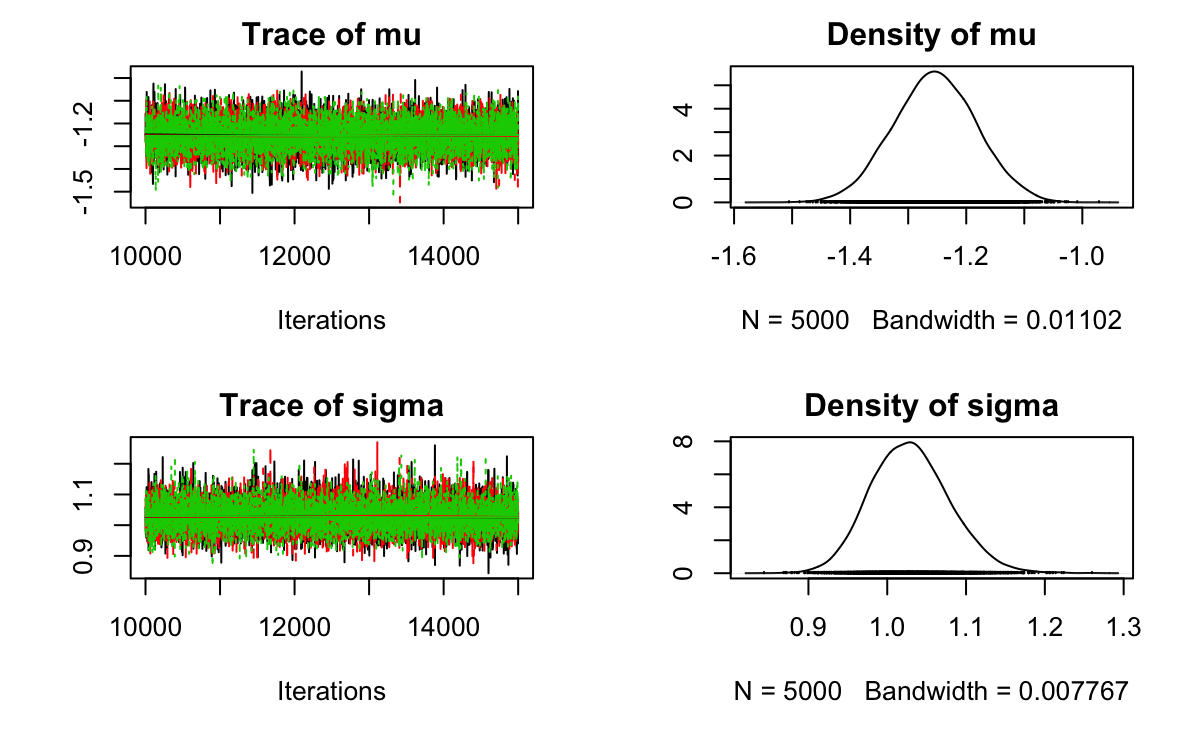 Trace of mu
-1.2
-1.5
10000 12000 14000
Iterations
Density of mu
4
2
0
-1.6 -1.4 -1.2 -1.0
N = 5000 Bandwidth = 0.01102
Trace of sigma
1.1
0.9
10000 12000 14000
Iterations
Density of sigma
8
4
0
0.9 1.0 1.1 1.2 1.3
N = 5000 Bandwidth = 0.007767